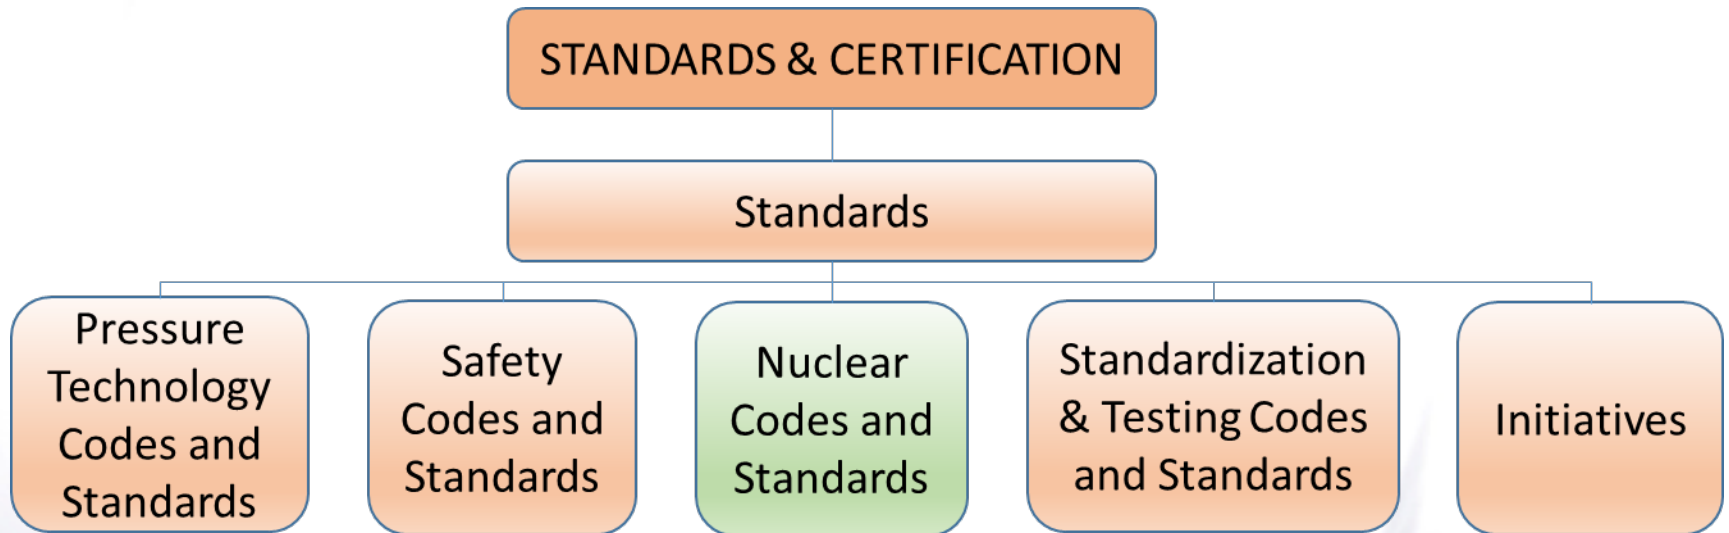 STANDARDS & CERTIFICATION
Standards
Pressure
Technology
Codes and
Standards
Safety
Codes and
Standards
Nuclear
Codes and
Standards
Standardization
& Testing Codes
and Standards
Initiatives